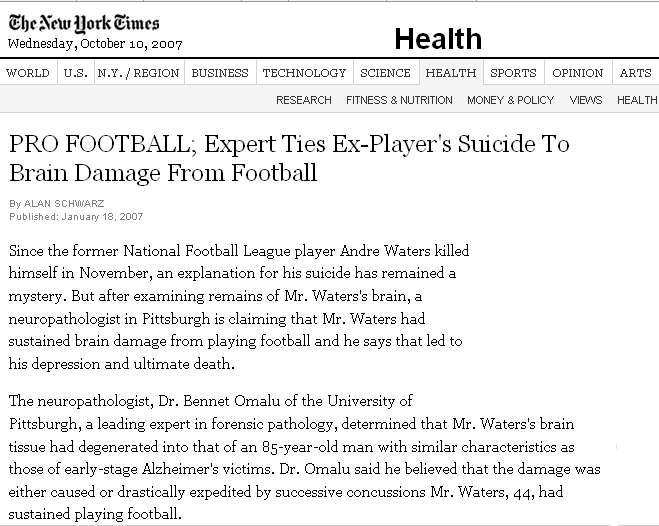 The New York Times
Wednesday, October 10, 2007
Health
WORLD U.S. N.Y. / REGION BUSINESS TECHNOLOGY SCIENCE HEALTH SPORTS OPINION ARTS
RESEARCH FITNESS & NUTRITION MONEY & POLICY VIEWS HEALTH
PRO FOOTBALL; Expert Ties Ex-Player's Suicide To
Brain Damage From Football
By ALAN SCHWARZ
Published: January 18, 2007
Since the former National Football League player Andre Waters killed
himself in November, an explanation for his suicide has remained a
mystery. But after examining remains of Mr. Waters's brain, a
neuropathologist in Pittsburgh is claiming that Mr. Waters had
sustained brain damage from playing football and he says that led to
his depression and ultimate death.
The neuropathologist, Dr. Bennet Omalu of the University of
Pittsburgh, a leading expert in forensic pathology, determined that Mr. Waters's brain
tissue had degenerated into that of an 85-year-old man with similar characteristics as
those of early-stage Alzheimer's victims. Dr. Omalu said he believed that the damage was
either caused or drastically expedited by successive concussions Mr. Waters, 44, had
sustained playing football.